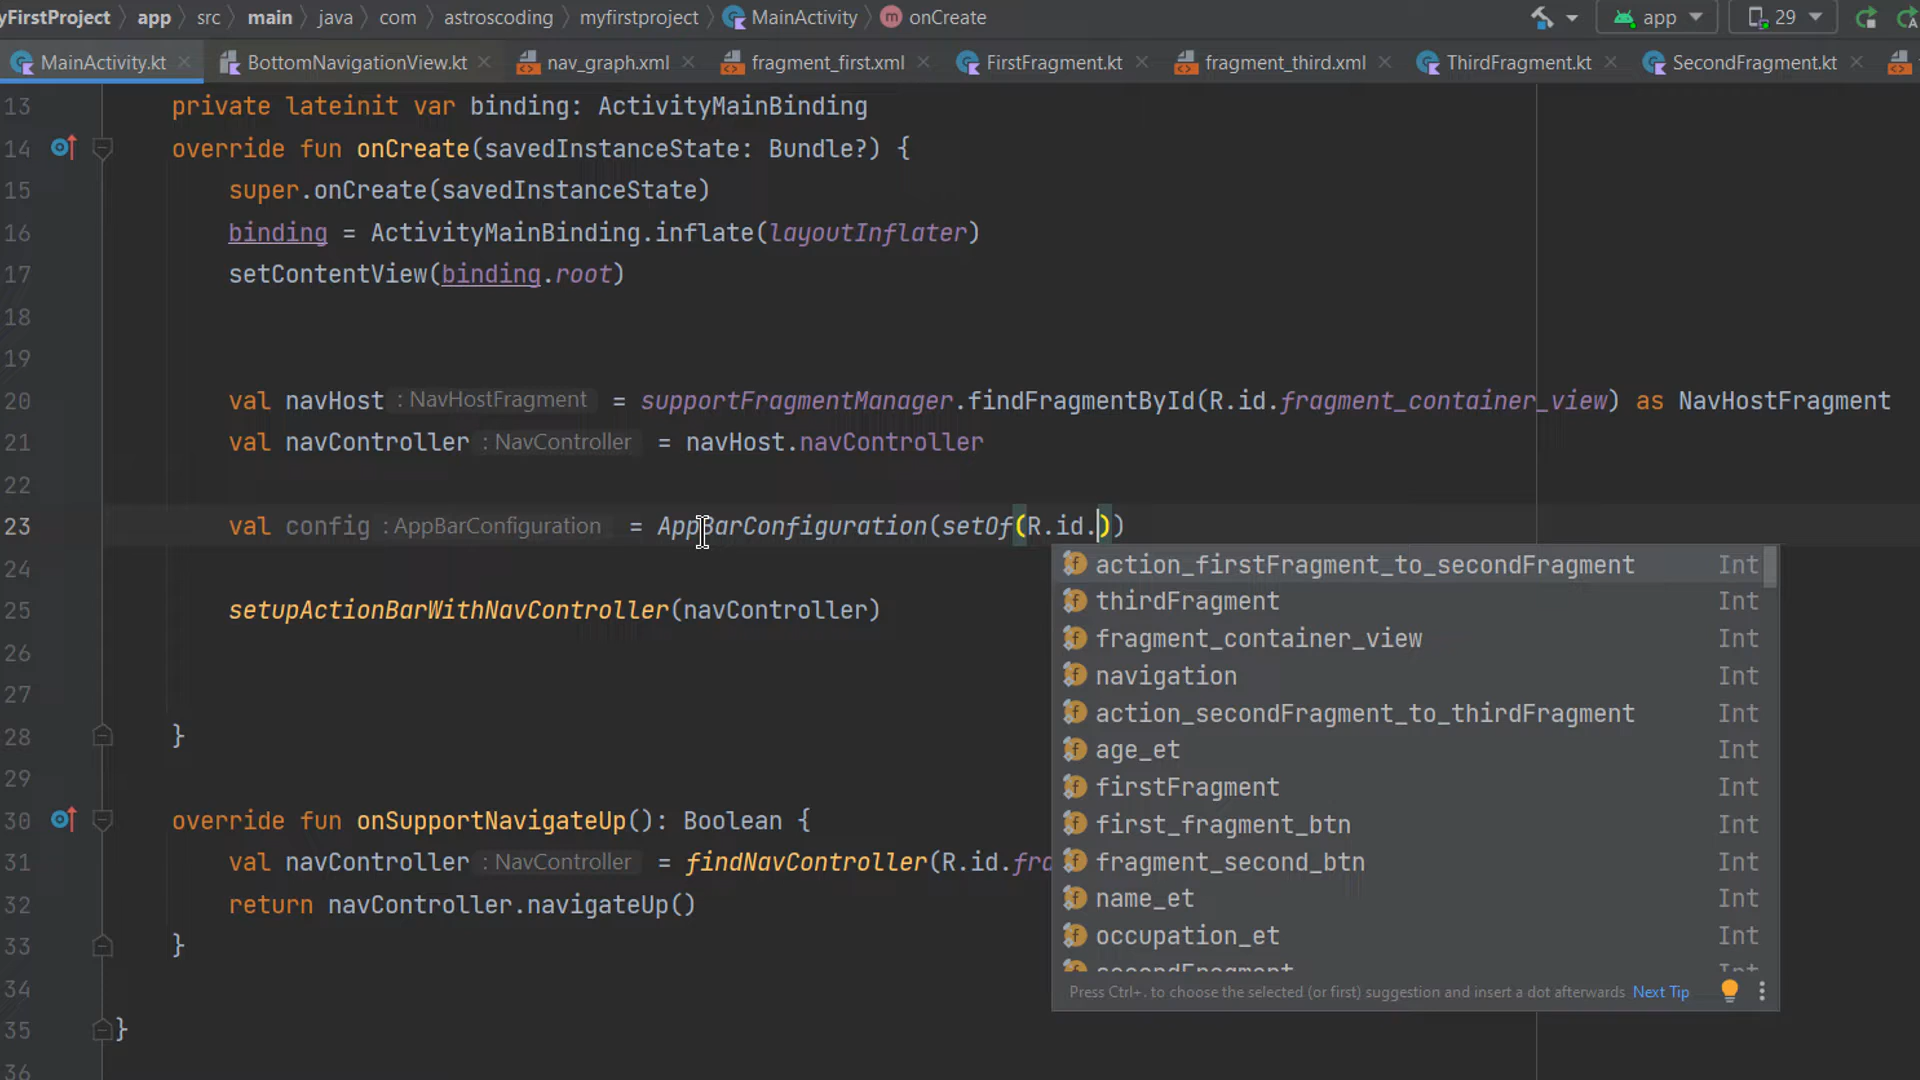 yFirstProject app src main java com astroscoding myfirstproject MainActivity m onCreate app 29
MainActivity.kt BottomNavigationView.kt nav_graph.xml fragment_first.xml FirstFragment.kt fragment_third.xml ThirdFragment.kt SecondFragment.kt
13 private lateinit var binding: ActivityMainBinding
14 override fun onCreate(savedInstanceState: Bundle?) {
15 super.onCreate(savedInstanceState)
16 binding = ActivityMainBinding.inflate(layoutInflater)
17 setContentView(binding.root)
18
19
20 val navHost : NavHostFragment = supportFragmentManager.findFragmentById(R.id.fragment_container_view) as NavHostFragment
21 val navController : NavController = navHost.navController
22
23 val config : AppBarConfiguration = AppBarConfiguration(setOf(R.id.))
24
25 setupActionBarWithNavController(navController)
26
27
28 }
29
30 override fun onSupportNavigateUp(): Boolean {
31 val navController : NavController = findNavController(R.id.fra
32 return navController.navigateUp()
33 }
34
35 }
36
f action_firstFragment_to_secondFragment Int
f thirdFragment Int
f fragment_container_view Int
f navigation Int
f action_secondFragment_to_thirdFragment Int
f age_et Int
f firstFragment Int
f first_fragment_btn Int
f fragment_second_btn Int
f name_et Int
f occupation_et Int
f secondFragment Int
Press Ctrl+. to choose the selected (or first) suggestion and insert a dot afterwards Next Tip